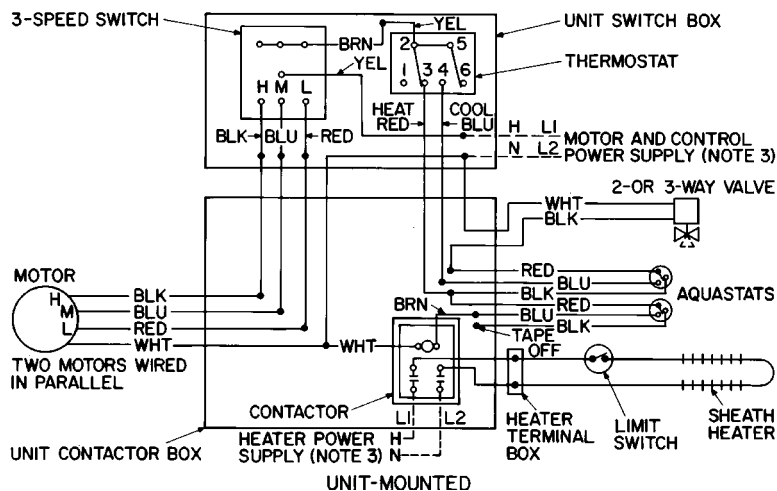 3-SPEED SWITCH
YEL
UNIT SWITCH BOX
BRN
2 5
YEL
THERMOSTAT
1 3 4 6
H M L
HEAT COOL
RED BLU
H L1
BLK BLU RED
MOTOR AND CONTROL
N L2
POWER SUPPLY (NOTE 3)
2-OR 3-WAY VALVE
WHT
BLK
MOTOR
RED
BLU
H
BLK
BLK
AQUASTATS
M
BLU
BRN
RED
BLU
L
RED
BLK
WHT
WHT
TAPE
OFF
TWO MOTORS WIRED
IN PARALLEL
CONTACTOR
L1 L2
HEATER
TERMINAL
BOX
LIMIT
SWITCH
SHEATH
HEATER
UNIT CONTACTOR BOX
HEATER POWER H
SUPPLY (NOTE 3) N
UNIT-MOUNTED